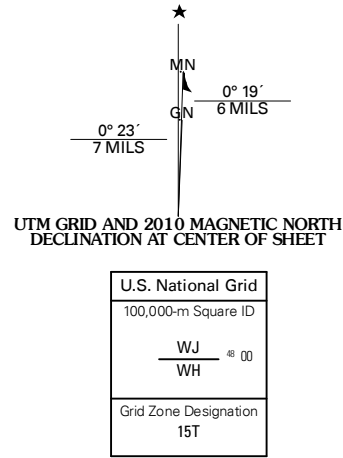 ★
MN
0° 19´
6 MILS
GN
0° 23´
7 MILS
UTM GRID AND 2010 MAGNETIC NORTH
DECLINATION AT CENTER OF SHEET
U.S. National Grid
100,000-m Square ID
WJ
48 00
WH
Grid Zone Designation
15T